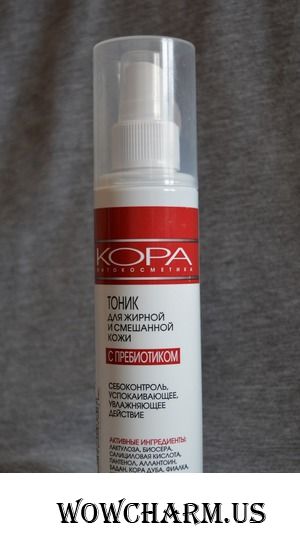 КОРА
ФИТОКОСМЕТИКА
ТОНИК
ДЛЯ ЖИРНОЙ
И СМЕШАННОЙ
КОЖИ
С ПРЕБИОТИКОМ
СЕБОКОНТРОЛЬ,
УСПОКАИВАЮЩЕЕ,
УВЛАЖНЯЮЩЕЕ
ДЕЙСТВИЕ
АКТИВНЫЕ ИНГРЕДИЕНТЫ:
ЛАКТУЛОЗА, БИОСЕРА,
САЛИЦИЛОВАЯ КИСЛОТА,
ПАНТЕНОЛ, АЛЛАНТОИН,
БАДАН, КОРА ДУБА, ФИАЛКА,
WOWCHARM.US